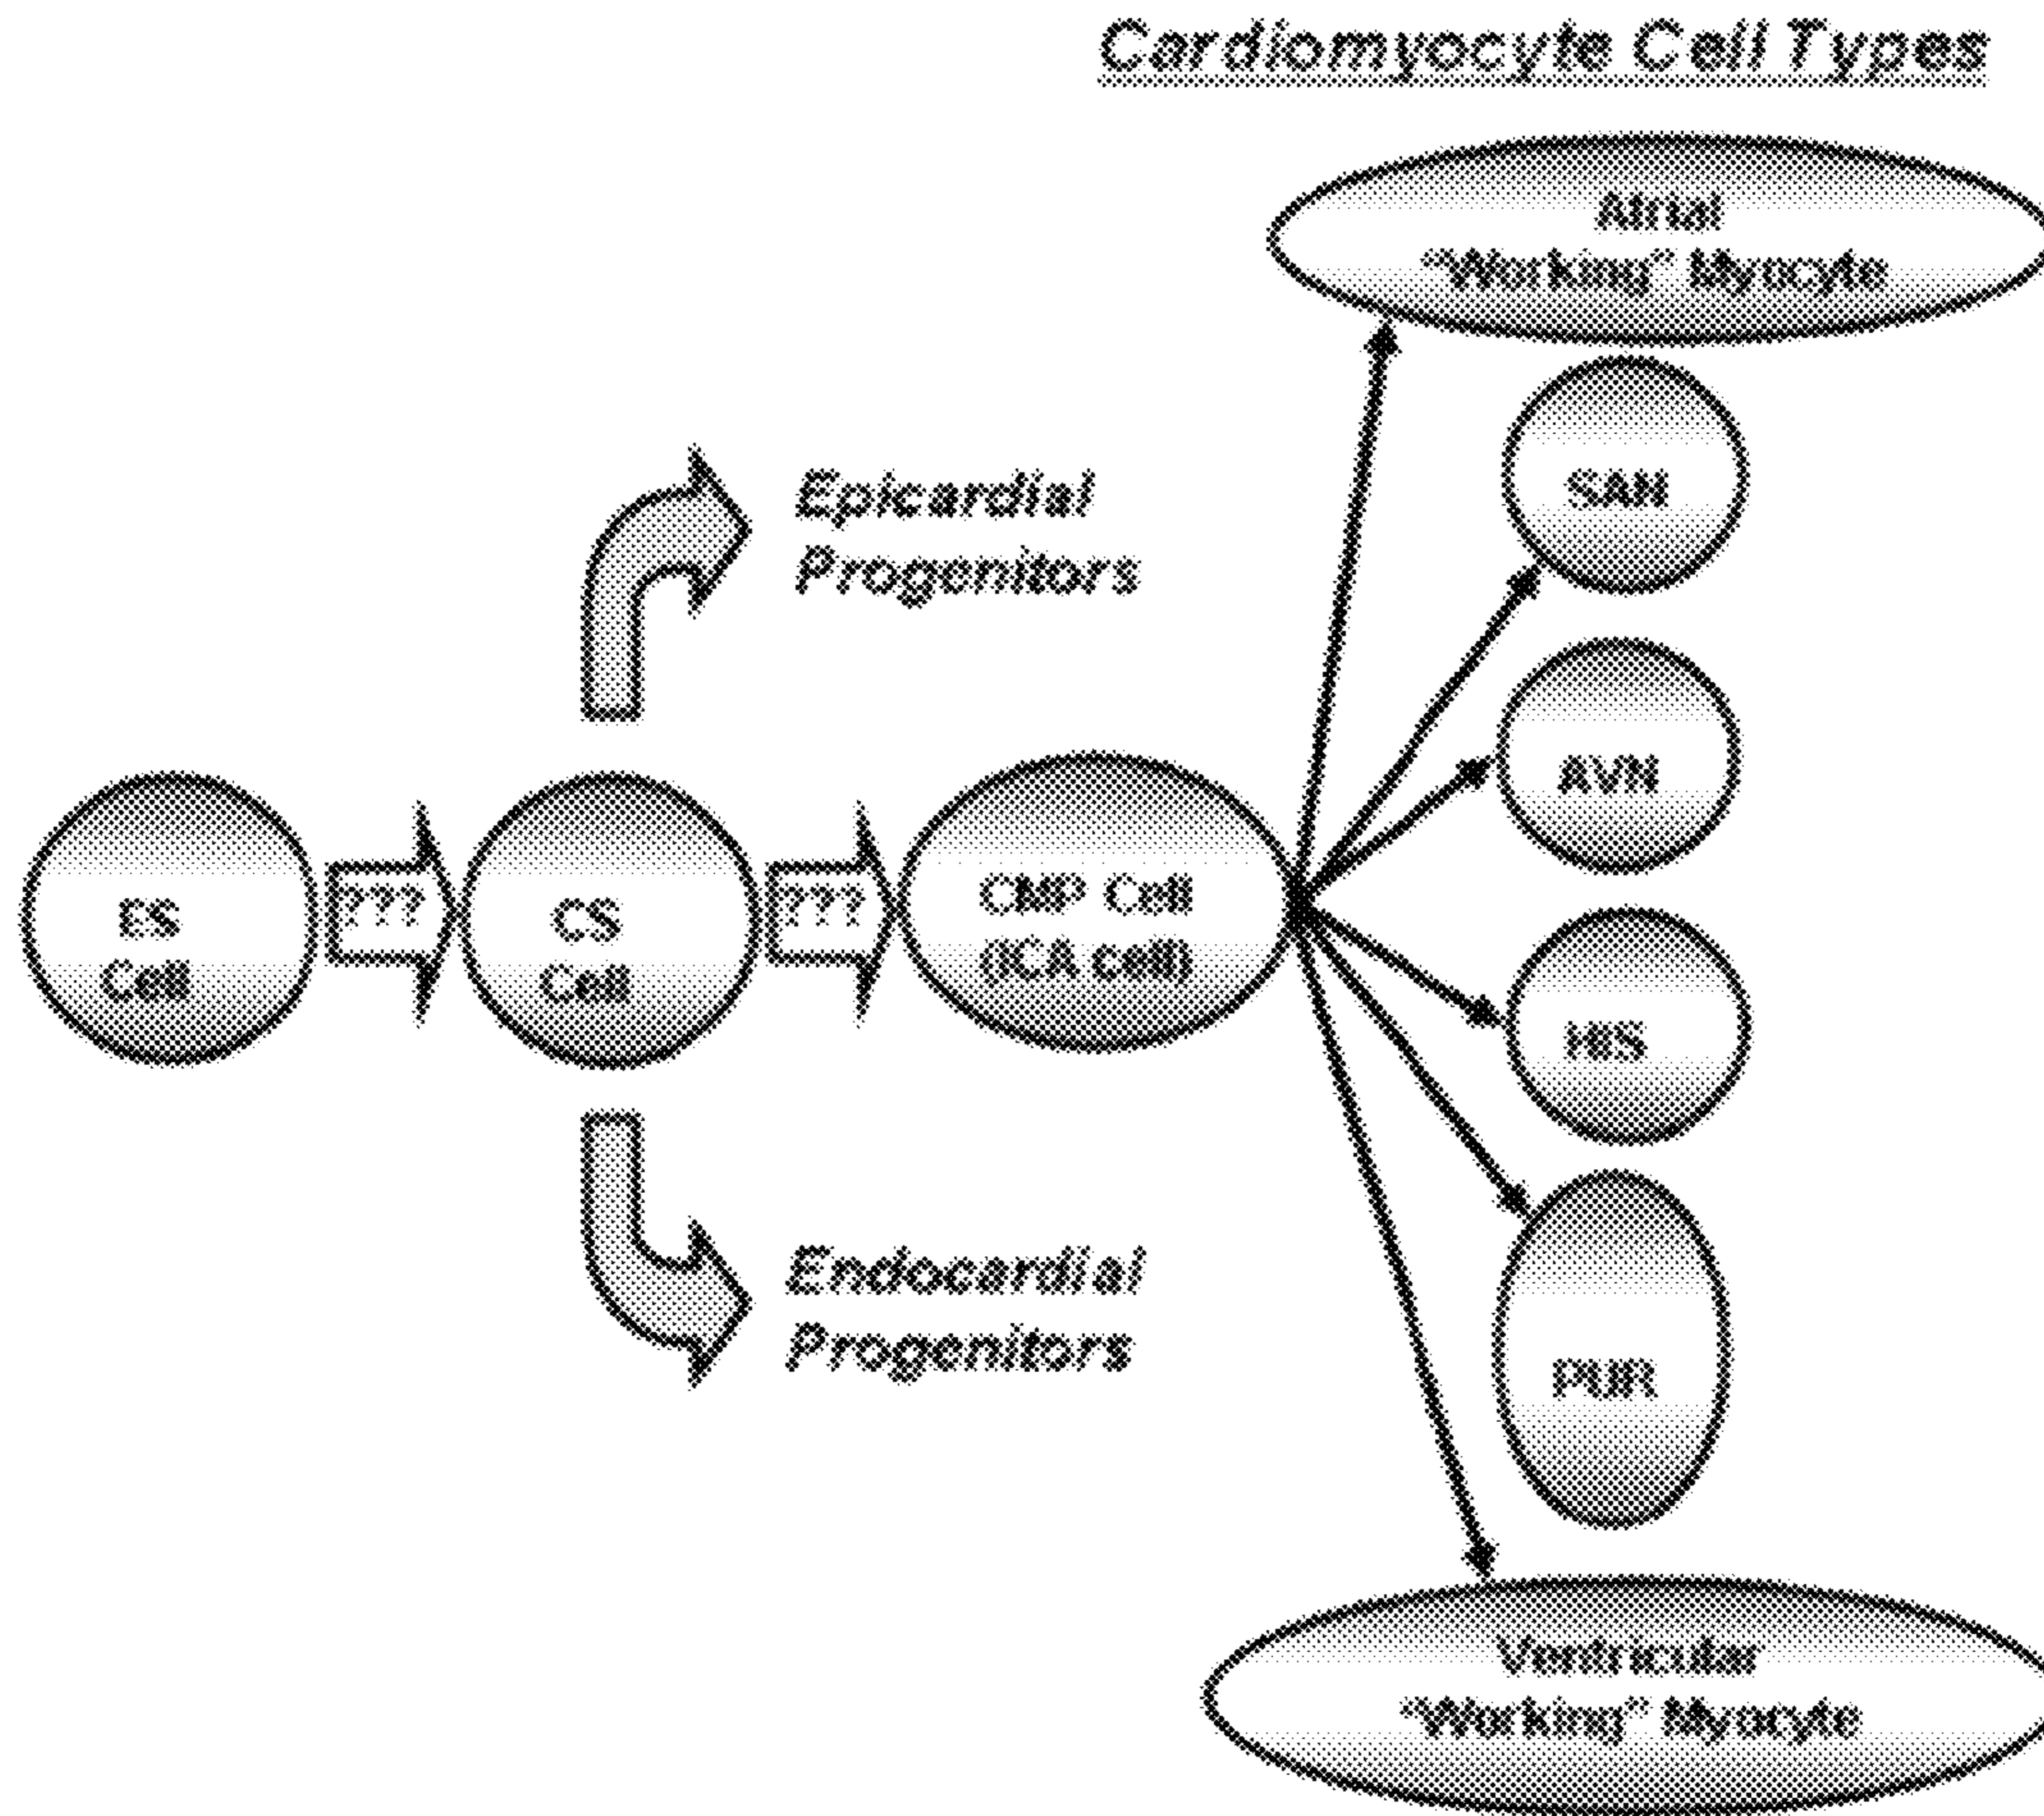 Cardiomyocyte Cell Types
Atrial
"Working" Myocyte
SAN
Epicardial
Progenitors
AVN
ES
Cell
???
CS
Cell
???
CMP Cell
(ICA cell)
HIS
Endocardial
Progenitors
PUR
Ventricular
"Working" Myocyte